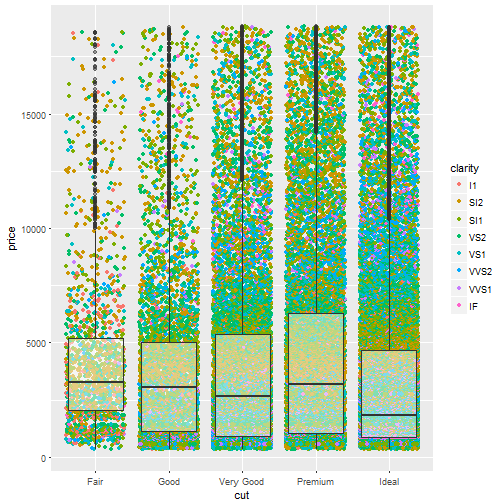 15000
10000
5000
0
price
Fair
Good
Very Good
Premium
Ideal
cut
clarity
I1
SI2
SI1
VS2
VS1
VVS2
VVS1
IF